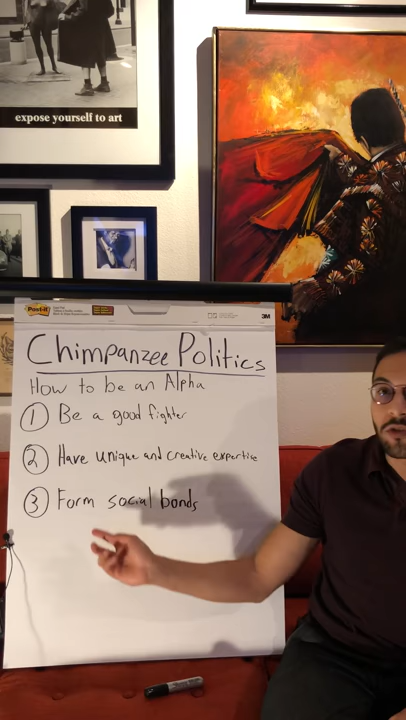 expose yourself to art
Post-it
3M
Chimpanzee Politics
How to be an Alpha
1 Be a good fighter
2 Have unique and creative expertise
3 Form social bonds